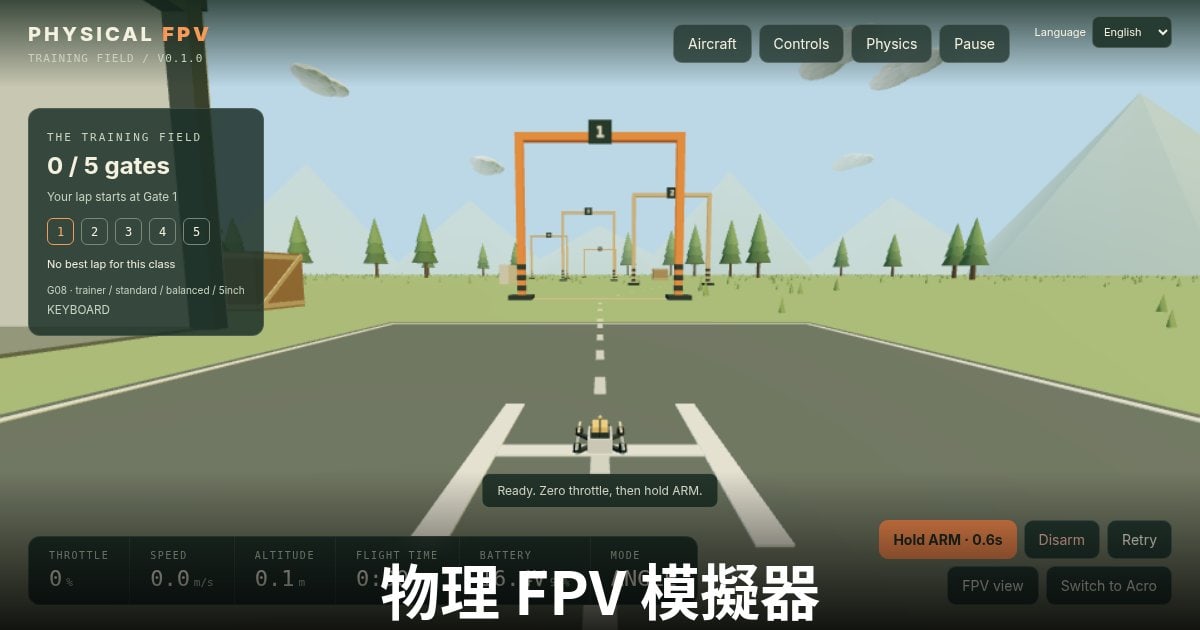 PHYSICAL FPV
TRAINING FIELD / V0.1.0
Aircraft
Controls
Physics
Pause
Language
English
THE TRAINING FIELD
0 / 5 gates
Your lap starts at Gate 1
1 2 3 4 5
No best lap for this class
G08 · trainer / standard / balanced / 5inch
KEYBOARD
1
2
3
Ready. Zero throttle, then hold ARM.
Hold ARM · 0.6s
Disarm
Retry
FPV view
Switch to Acro
THROTTLE
0 %
SPEED
0.0 m/s
ALTITUDE
0.1 m
FLIGHT TIME
BATTERY
MODE
物理 FPV 模擬器